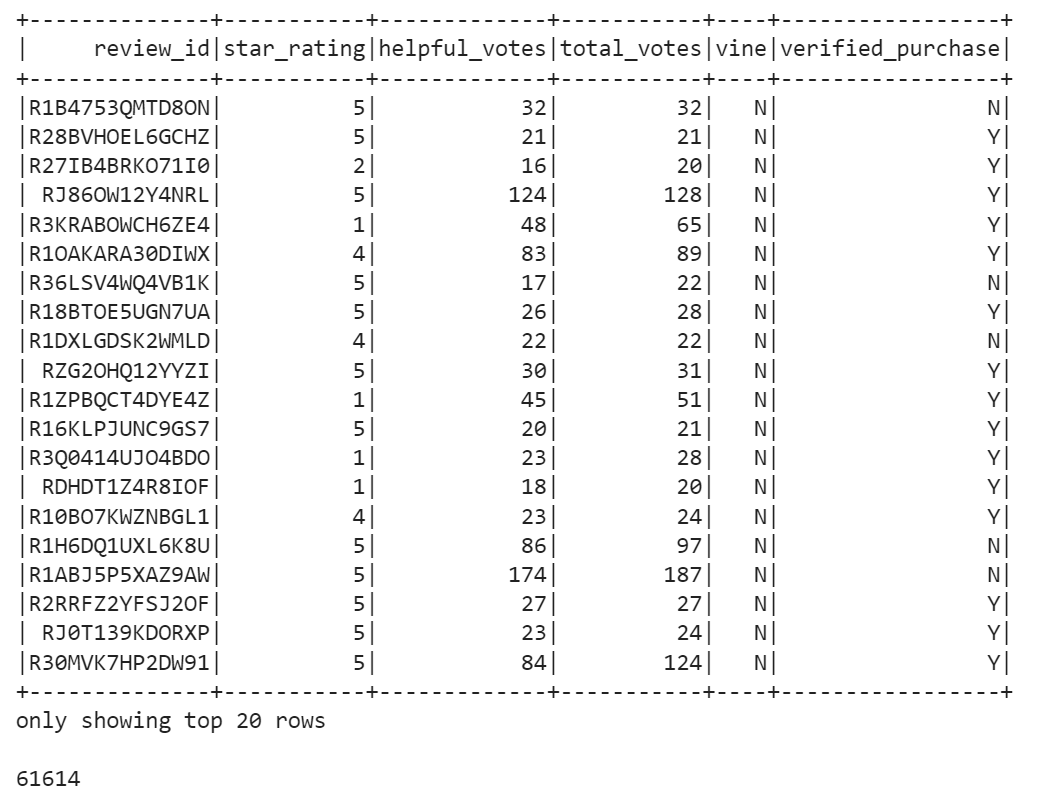 +--------------+-----------+-------------+-----------+----+-----------------+
|     review_id|star_rating|helpful_votes|total_votes|vine|verified_purchase|
+--------------+-----------+-------------+-----------+----+-----------------+
|R1B4753QMTD8ON|          5|           32|         32|   N|                N|
|R28BVHOEL6GCHZ|          5|           21|         21|   N|                Y|
|R27IB4BRKO71I0|          2|           16|         20|   N|                Y|
| RJ86OW12Y4NRL|          5|          124|        128|   N|                Y|
|R3KRABOWCH6ZE4|          1|           48|         65|   N|                Y|
|R1OAKARA30DIWX|          4|           83|         89|   N|                Y|
|R36LSV4WQ4VB1K|          5|           17|         22|   N|                N|
|R18BTOE5UGN7UA|          5|           26|         28|   N|                Y|
|R1DXLGDSK2WMLD|          4|           22|         22|   N|                N|
| RZG2OHQ12YYZI|          5|           30|         31|   N|                Y|
|R1ZPBQCT4DYE4Z|          1|           45|         51|   N|                Y|
|R16KLPJUNC9GS7|          5|           20|         21|   N|                Y|
|R3Q0414UJO4BDO|          1|           23|         28|   N|                Y|
| RDHDT1Z4R8IOF|          1|           18|         20|   N|                Y|
|R10BO7KWZNBGL1|          4|           23|         24|   N|                Y|
|R1H6DQ1UXL6K8U|          5|           86|         97|   N|                N|
|R1ABJ5P5XAZ9AW|          5|          174|        187|   N|                N|
|R2RRFZ2YFSJ2OF|          5|           27|         27|   N|                Y|
| RJ0T139KDORXP|          5|           23|         24|   N|                Y|
|R30MVK7HP2DW91|          5|           84|        124|   N|                Y|
+--------------+-----------+-------------+-----------+----+-----------------+
only showing top 20 rows
61614